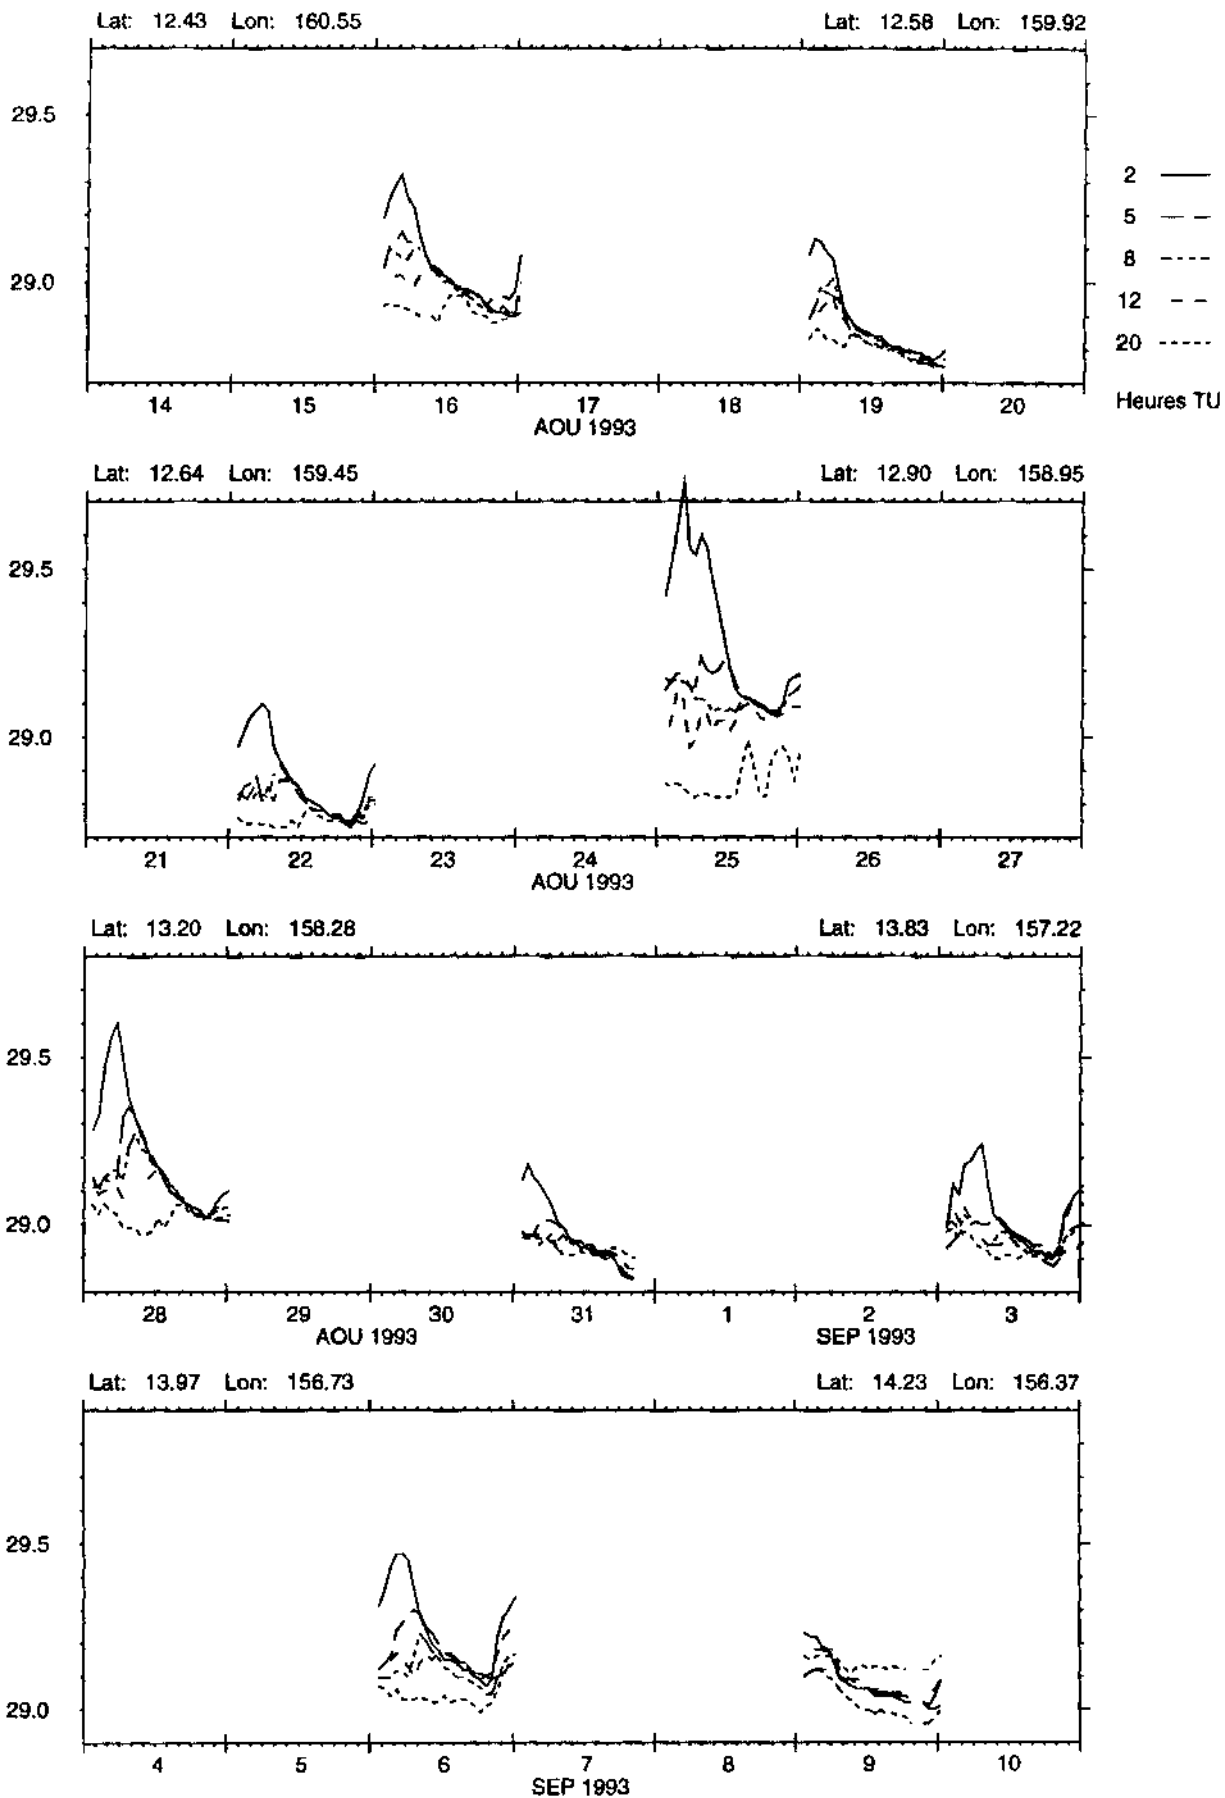 Lat: 12.43 Lon: 160.55 Lat: 12.58 Lon: 159.92
29.5
29.0
2
5
8
12
20
Heures TU
14 15 16 17 18 19 20
AOU 1993
Lat: 12.64 Lon: 159.45 Lat: 12.90 Lon: 158.95
29.5
29.0
21 22 23 24 25 26 27
AOU 1993
Lat: 13.20 Lon: 158.28 Lat: 13.83 Lon: 157.22
29.5
29.0
28 29 30 31 1 2 3
AOU 1993 SEP 1993
Lat: 13.97 Lon: 156.73 Lat: 14.23 Lon: 156.37
29.5
29.0
4 5 6 7 8 9 10
SEP 1993